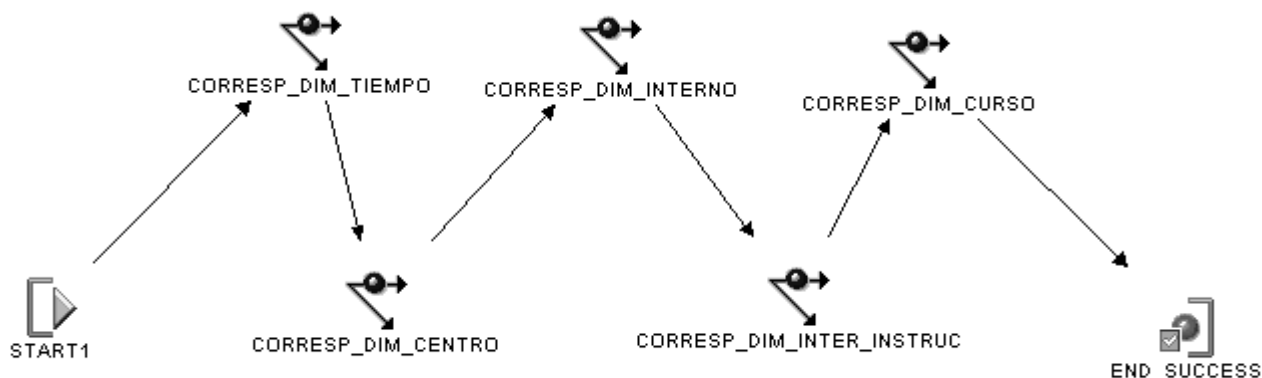 CORRESP_DIM_TIEMPO
CORRESP_DIM_INTERNO
CORRESP_DIM_CURSO
START1
CORRESP_DIM_CENTRO
CORRESP_DIM_INTER_INSTRUC
END SUCCESS